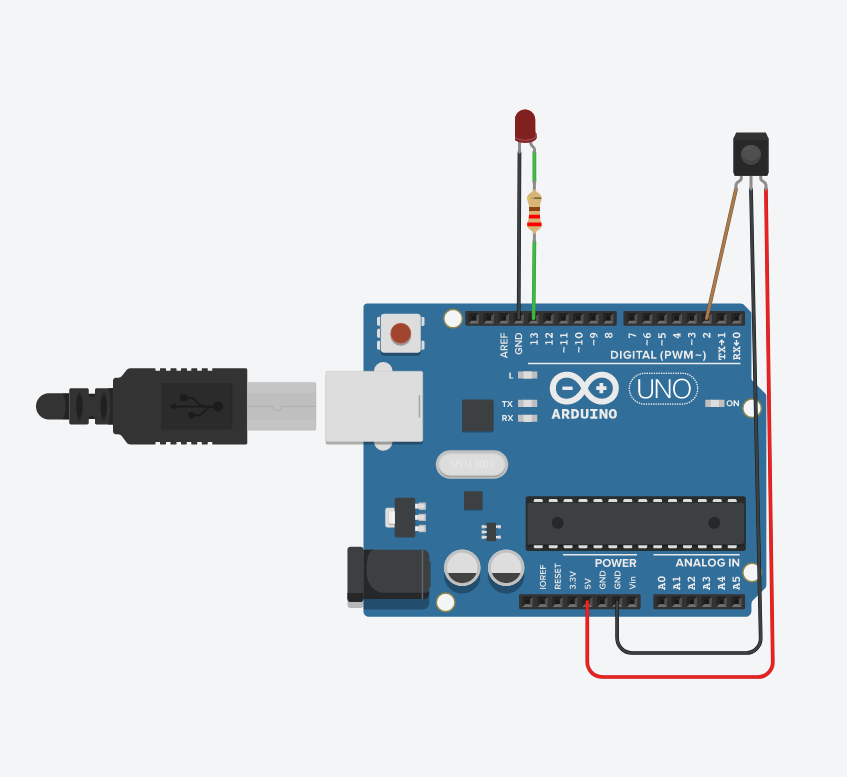 AREF
GND
13
12
~11
~10
~9
8
7
~6
~5
4
~3
2
TX→1
RX←0
DIGITAL (PWM~)
L
TX
RX
ARDUINO
UNO
ON
IOREF
RESET
3.3V
5V
GND
GND
Vin
POWER
ANALOG IN
A0
A1
A2
A3
A4
A5